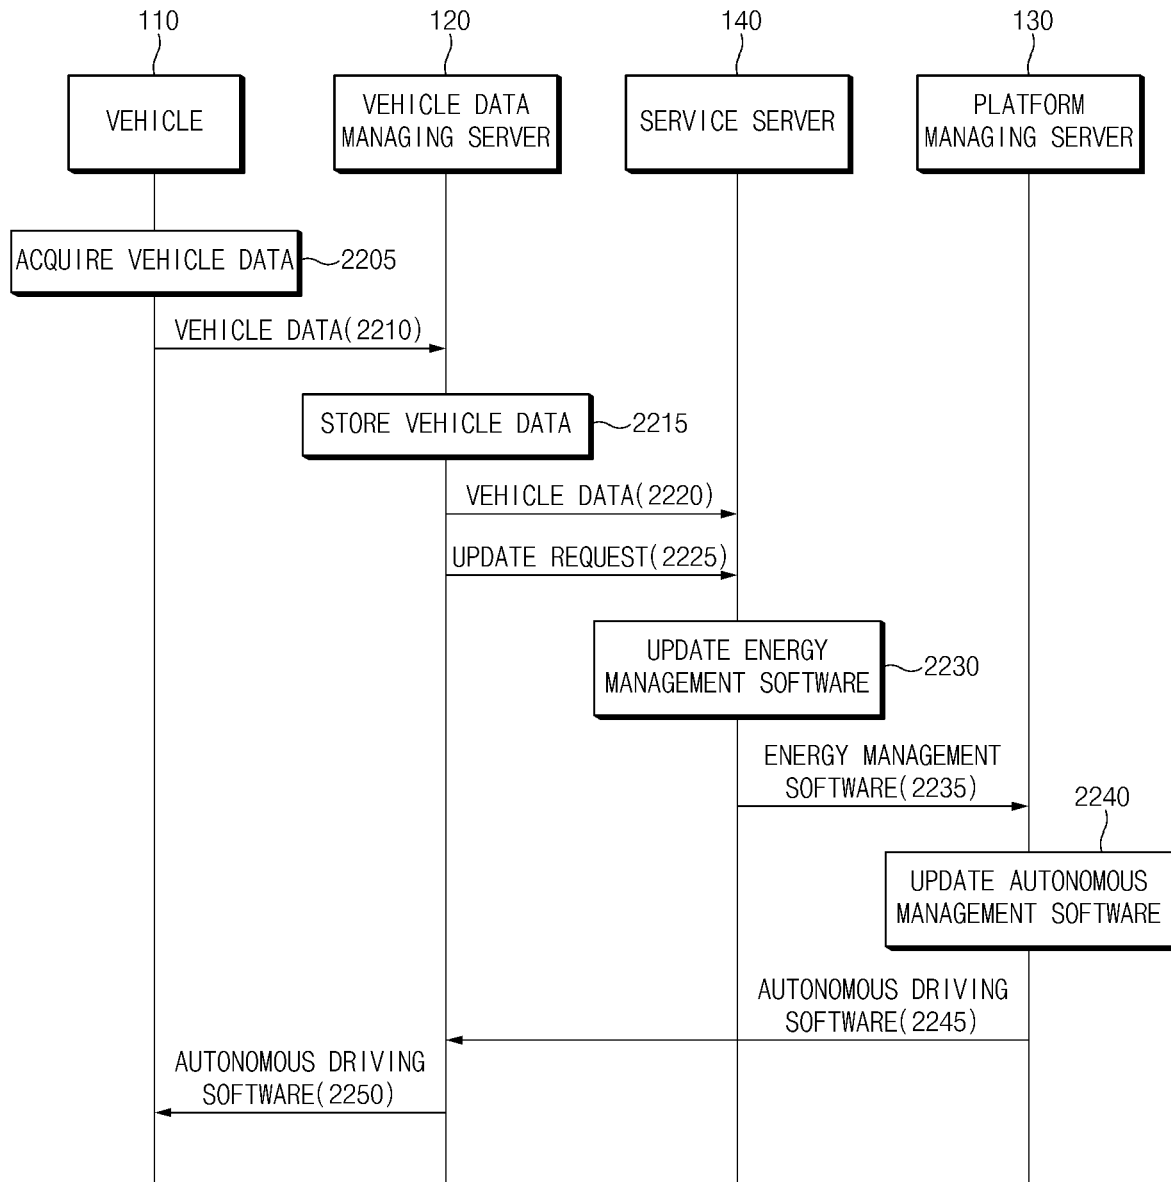 110
120
140
130
VEHICLE
VEHICLE DATA
MANAGING SERVER
SERVICE SERVER
PLATFORM
MANAGING SERVER
ACQUIRE VEHICLE DATA
2205
VEHICLE DATA(2210)
STORE VEHICLE DATA
2215
VEHICLE DATA(2220)
UPDATE REQUEST(2225)
UPDATE ENERGY
MANAGEMENT SOFTWARE
2230
ENERGY MANAGEMENT
SOFTWARE(2235)
2240
UPDATE AUTONOMOUS
MANAGEMENT SOFTWARE
AUTONOMOUS DRIVING
SOFTWARE(2245)
AUTONOMOUS DRIVING
SOFTWARE(2250)